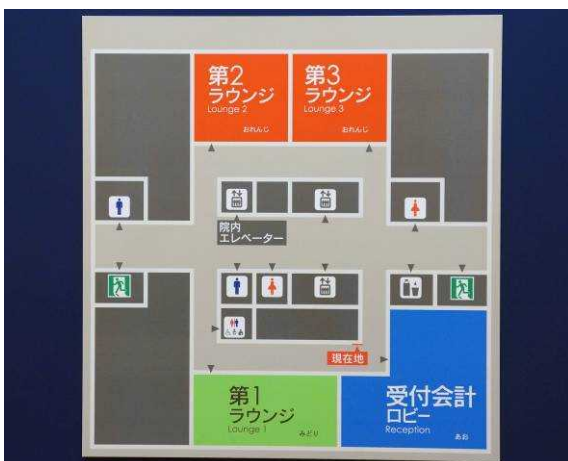 第2
ラウンジ
Lounge 2
おれんじ
第3
ラウンジ
Lounge 3
おれんじ
院内
エレベーター
現在地
第1
ラウンジ
Lounge 1
みどり
受付会計
ロビー
Reception
あお